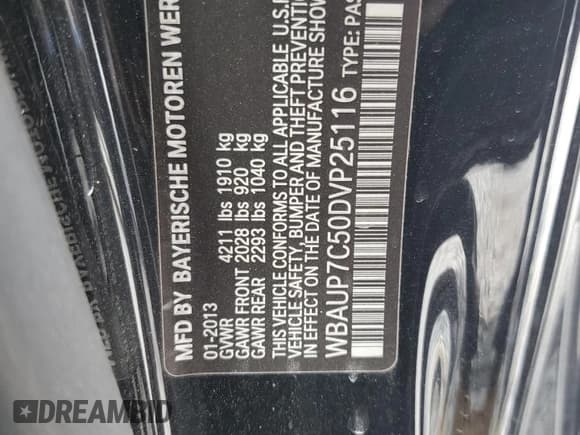 MFD BY BAYERISCHE MOTOREN WER
01-2013
GVWR 4211 lbs 1910 kg
GAWR FRONT 2028 lbs 920 kg
GAWR REAR 2293 lbs 1040 kg
THIS VEHICLE CONFORMS TO ALL APPLICABLE U.S.F
VEHICLE SAFETY, BUMPER AND THEFT PREVENTION
IN EFFECT ON THE DATE OF MANUFACTURE SHOWN
WBAUP7C50DVP25116 TYPE: PAS
DREAMBID